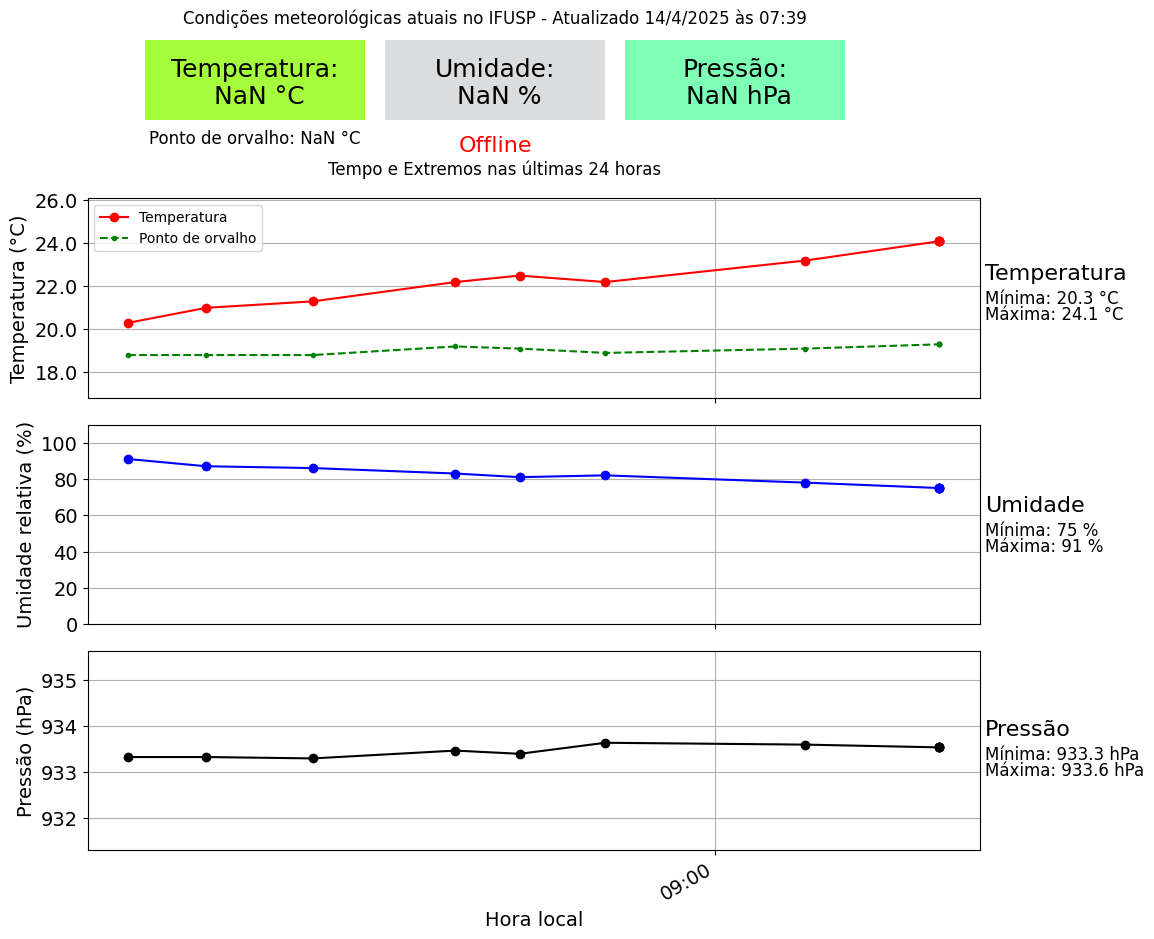 Condições meteorológicas atuais no IFUSP - Atualizado 14/4/2025 às 07:39
Temperatura:
NaN °C
Umidade:
NaN %
Pressão:
NaN hPa
Ponto de orvalho: NaN °C
Offline
Tempo e Extremos nas últimas 24 horas
Temperatura (°C)
26.0
24.0
22.0
20.0
18.0
Temperatura
Ponto de orvalho
Temperatura
Mínima: 20.3 °C
Máxima: 24.1 °C
Umidade relativa (%)
100
80
60
40
20
0
Umidade
Mínima: 75 %
Máxima: 91 %
Pressão (hPa)
935
934
933
932
Pressão
Mínima: 933.3 hPa
Máxima: 933.6 hPa
09:00
Hora local